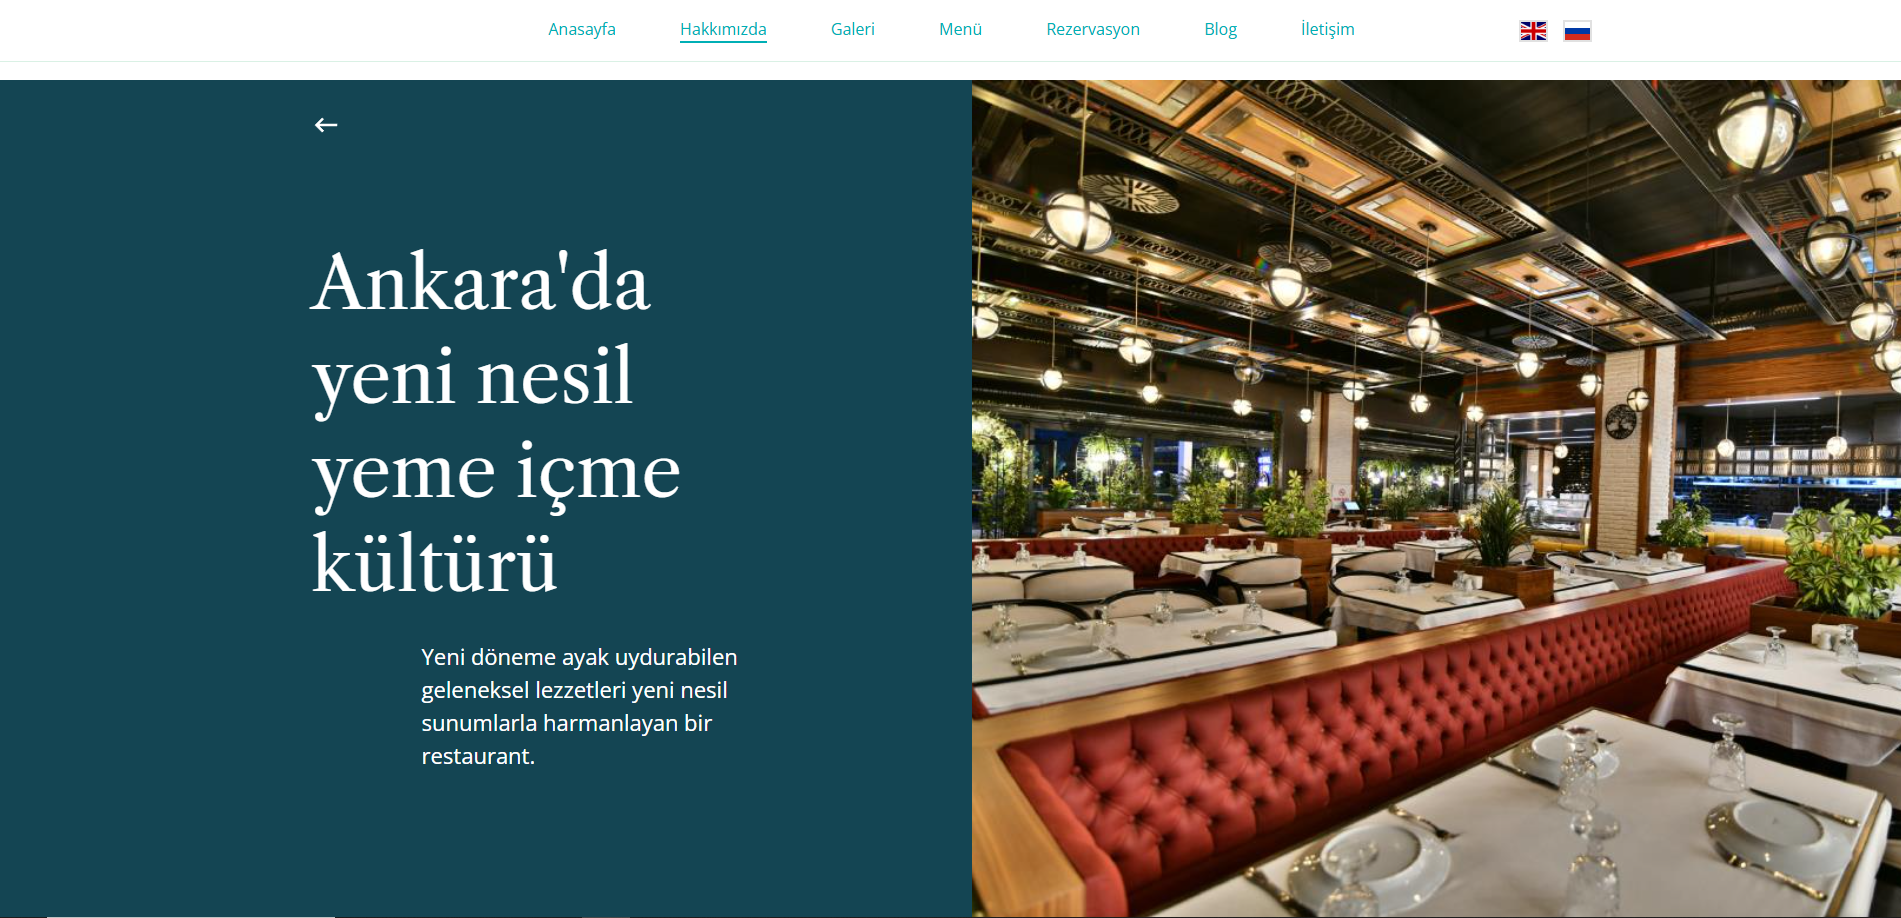 Anasayfa Hakkımızda Galeri Menü Rezervasyon Blog İletişim
Ankara'da
yeni nesil
yeme içme
kültürü
Yeni döneme ayak uydurabilen
geleneksel lezzetleri yeni nesil
sunumlarla harmanlayan bir
restaurant.